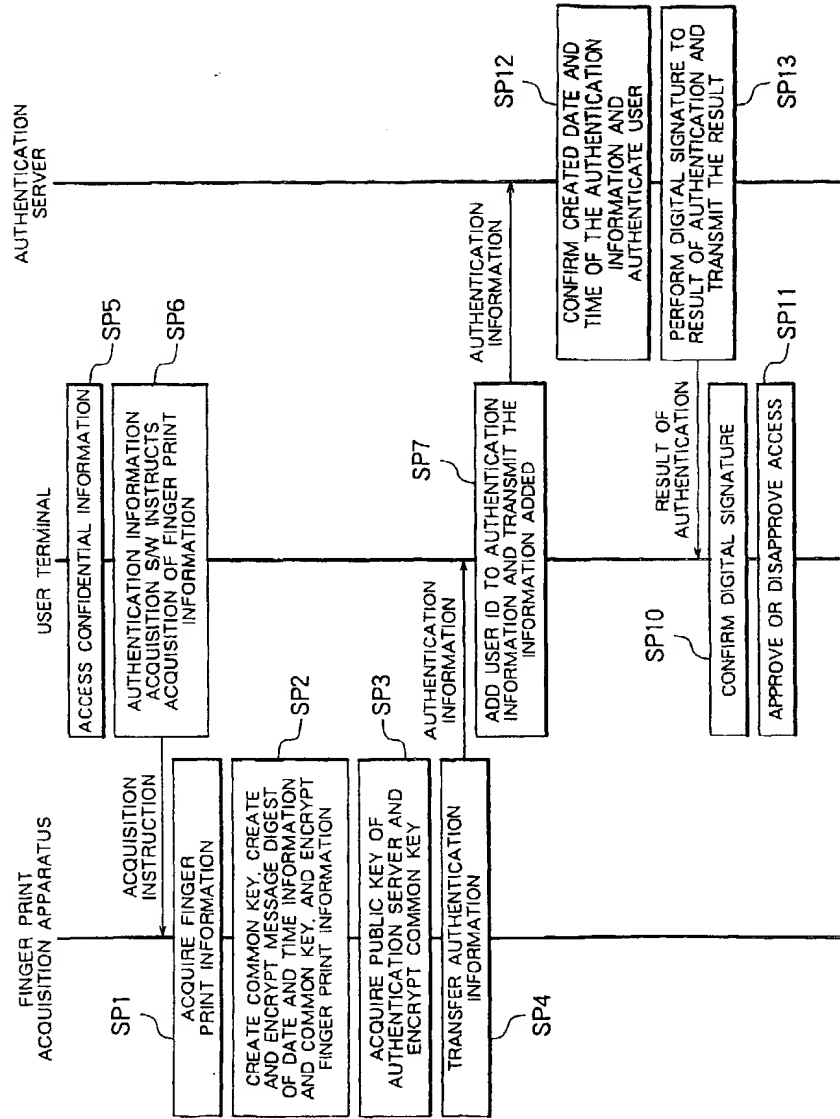 FINGER PRINT
ACQUISITION APPARATUS
USER TERMINAL
AUTHENTICATION
SERVER
ACCESS CONFIDENTIAL INFORMATION
SP5
AUTHENTICATION INFORMATION
ACQUISITION S/W INSTRUCTS
ACQUISITION OF FINGER PRINT
INFORMATION
SP6
ACQUISITION
INSTRUCTION
SP1
ACQUIRE FINGER
PRINT INFORMATION
CREATE COMMON KEY, CREATE
AND ENCRYPT MESSAGE DIGEST
OF DATE AND TIME INFORMATION
AND COMMON KEY, AND ENCRYPT
FINGER PRINT INFORMATION
SP2
ACQUIRE PUBLIC KEY OF
AUTHENTICATION SERVER AND
ENCRYPT COMMON KEY
SP3
TRANSFER AUTHENTICATION
INFORMATION
SP4
AUTHENTICATION
INFORMATION
SP7
ADD USER ID TO AUTHENTICATION
INFORMATION AND TRANSMIT THE
INFORMATION ADDED
AUTHENTICATION
INFORMATION
CONFIRM CREATED DATE AND
TIME OF THE AUTHENTICATION
INFORMATION AND
AUTHENTICATE USER
SP12
PERFORM DIGITAL SIGNATURE TO
RESULT OF AUTHENTICATION AND
TRANSMIT THE RESULT
SP13
RESULT OF
AUTHENTICATION
SP10
CONFIRM DIGITAL SIGNATURE
APPROVE OR DISAPPROVE ACCESS
SP11